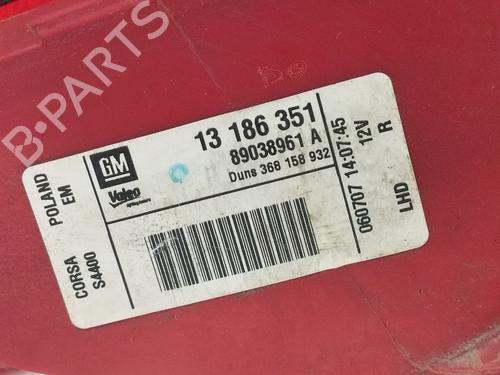 POLAND
EM
CORSA
S4400
GM
Valeo
13 186 351
89038961 A
Duns 368 158 932
060707 14:07:45
12V
R
LHD
B-PARTS